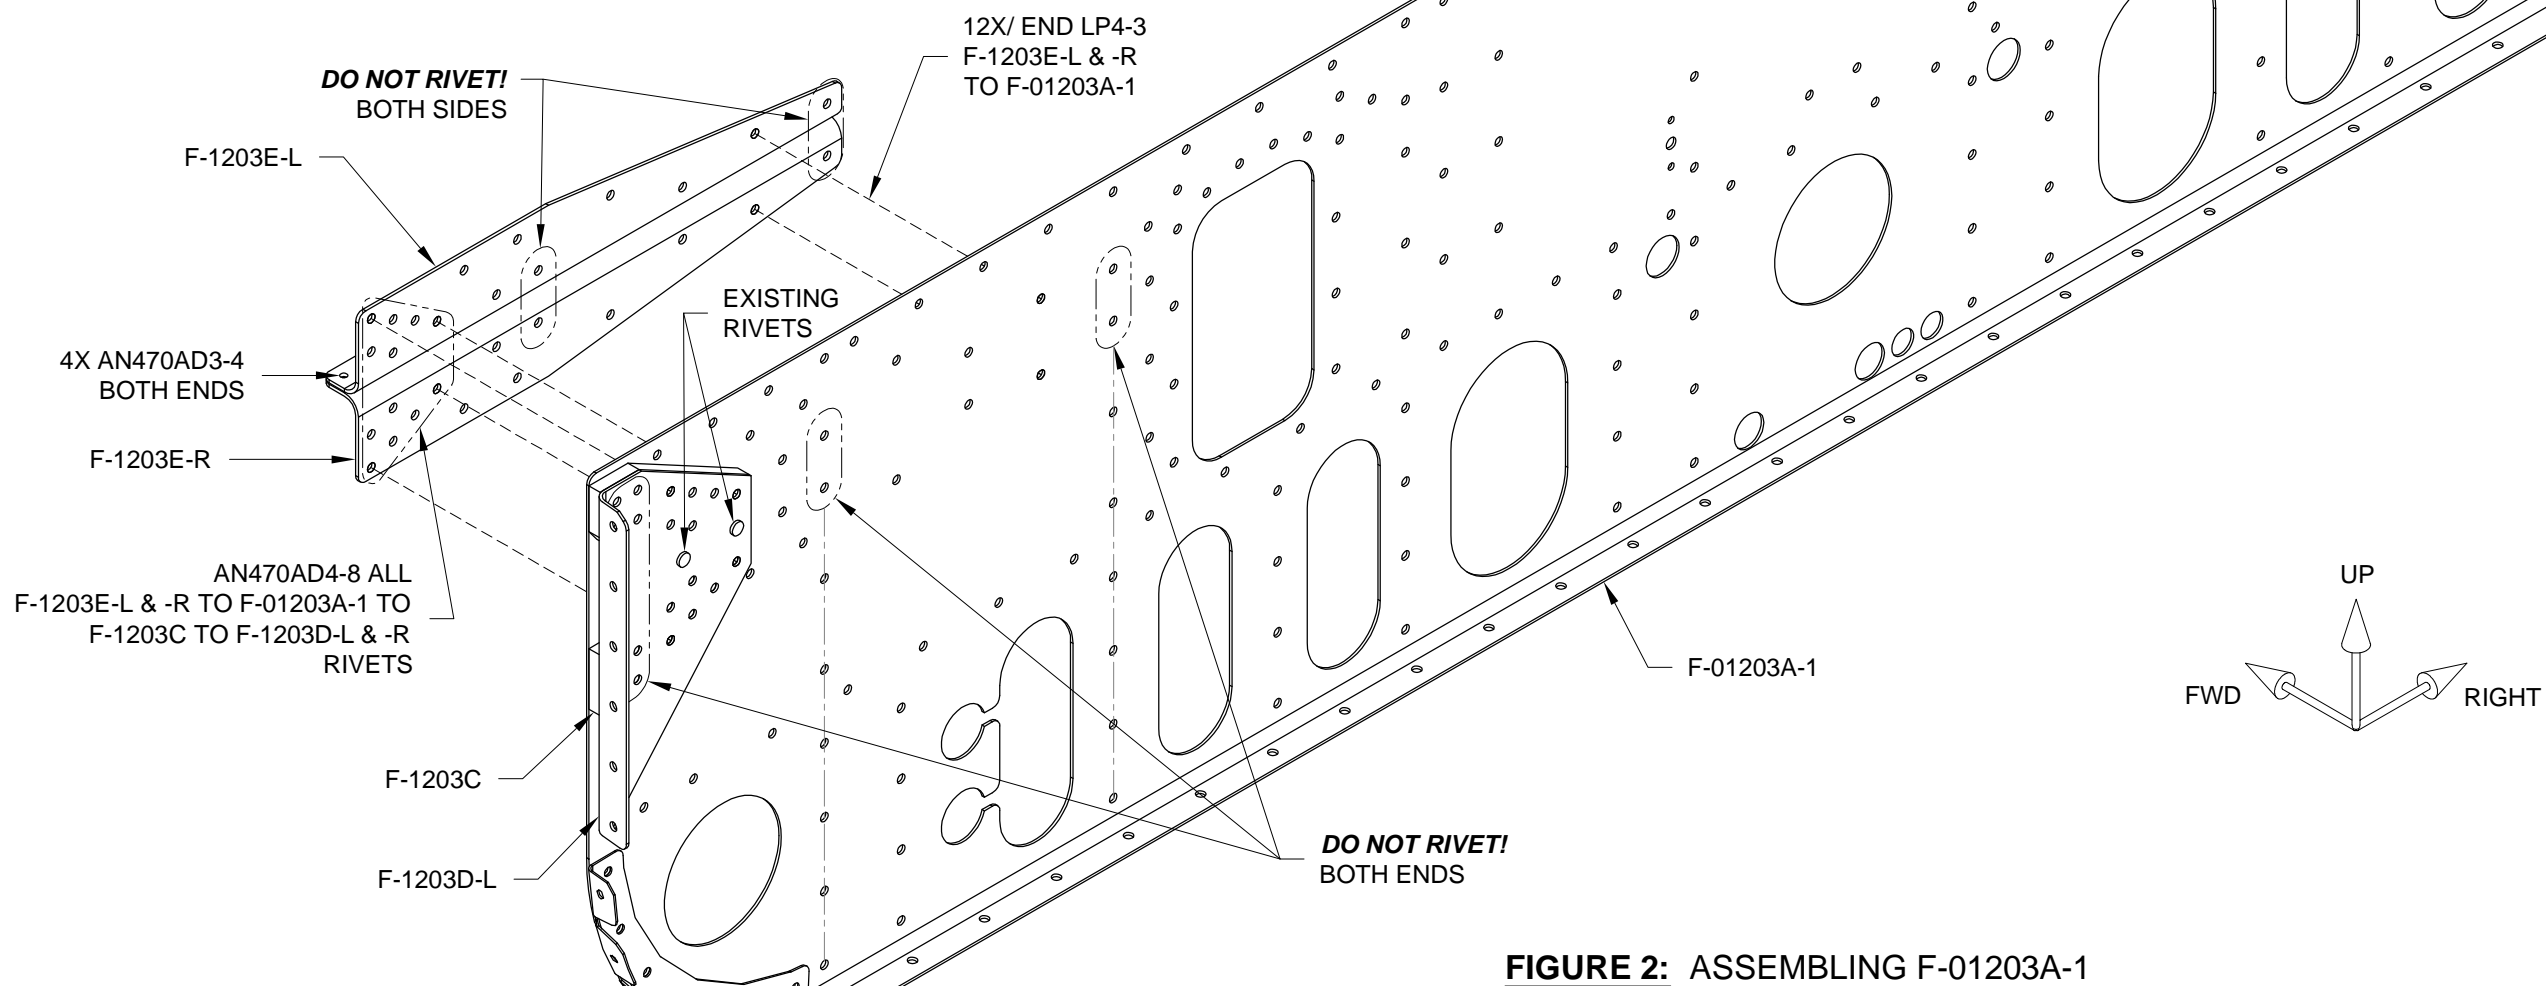 12X/ END LP4-3
F-1203E-L & -R
TO F-01203A-1
DO NOT RIVET!
BOTH SIDES
F-1203E-L
EXISTING
RIVETS
4X AN470AD3-4
BOTH ENDS
F-1203E-R
AN470AD4-8 ALL
F-1203E-L & -R TO F-01203A-1 TO
F-1203C TO F-1203D-L & -R
RIVETS
UP
FWD
RIGHT
F-01203A-1
F-1203C
DO NOT RIVET!
BOTH ENDS
F-1203D-L
FIGURE 2: ASSEMBLING F-01203A-1